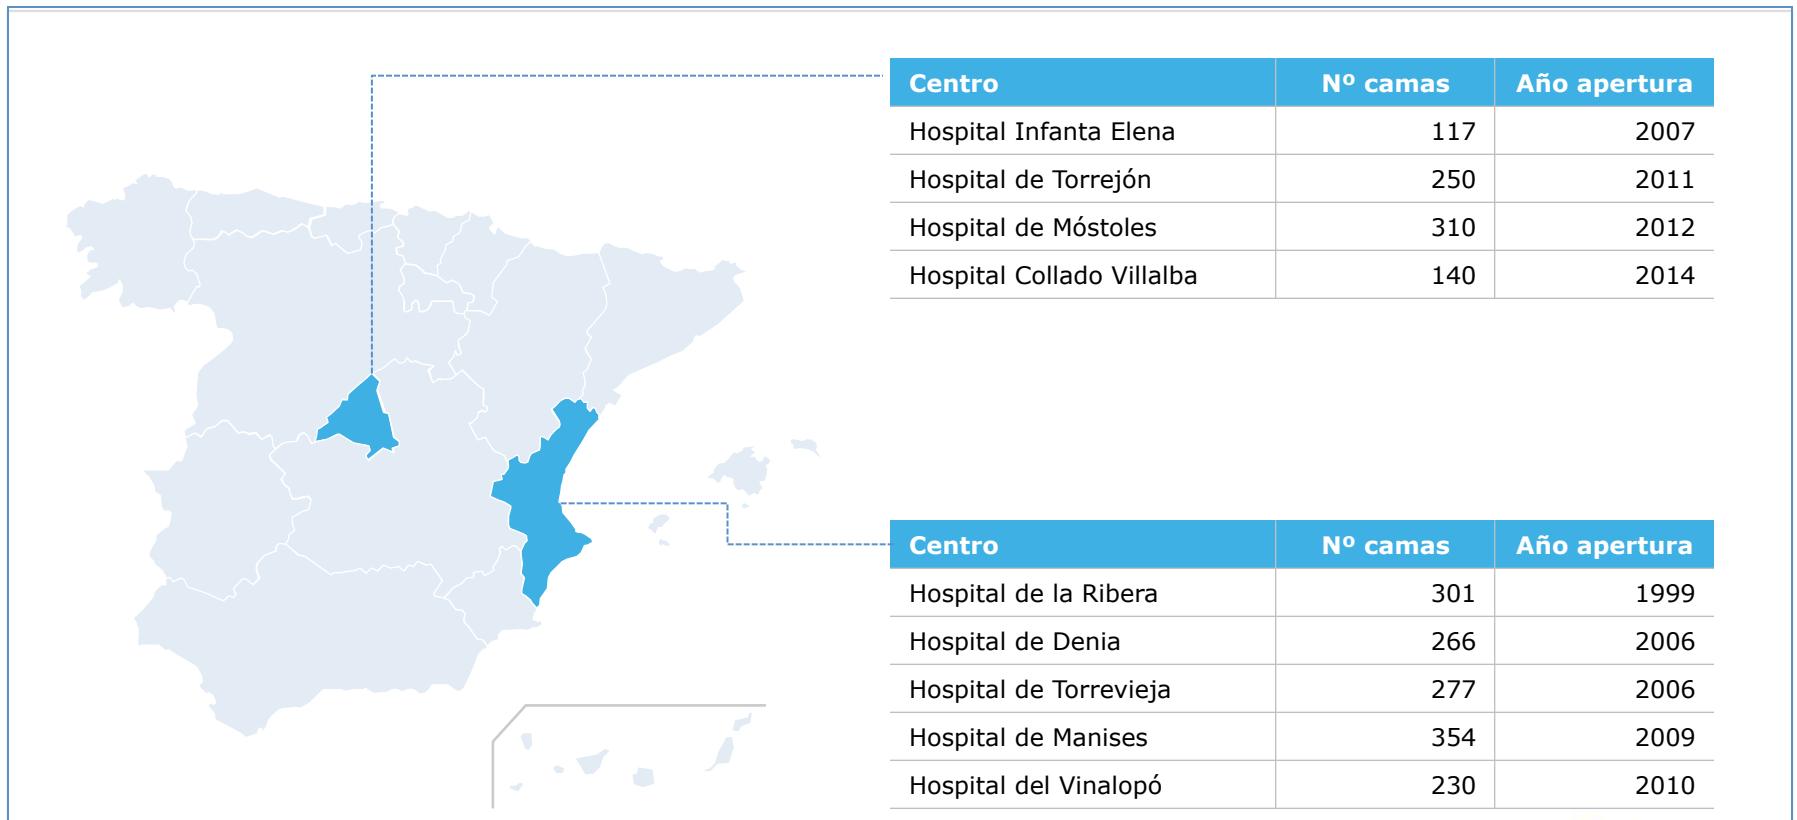 Centro Nº camas Año apertura
Hospital Infanta Elena 117 2007
Hospital de Torrejón 250 2011
Hospital de Móstoles 310 2012
Hospital Collado Villalba 140 2014
Centro Nº camas Año apertura
Hospital de la Ribera 301 1999
Hospital de Denia 266 2006
Hospital de Torrevieja 277 2006
Hospital de Manises 354 2009
Hospital del Vinalopó 230 2010